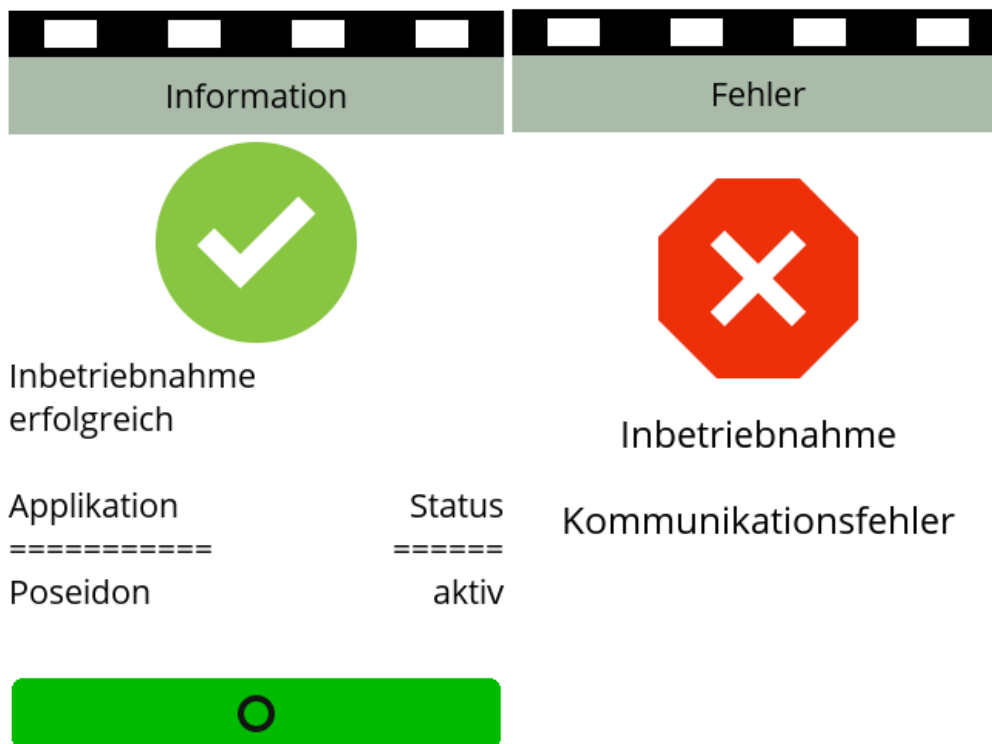 Information
Inbetriebnahme
erfolgreich
Applikation Status
=========== ======
Poseidon aktiv
Fehler
Inbetriebnahme
Kommunikationsfehler